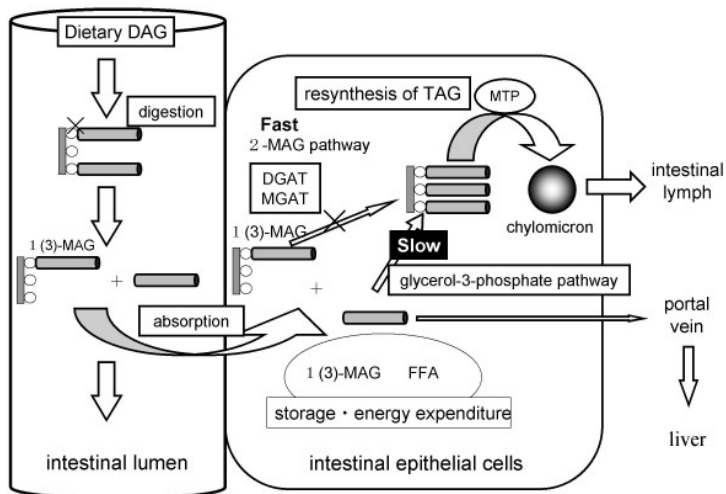 Dietary DAG
digestion
1 (3)-MAG
+
absorption
intestinal lumen
resynthesis of TAG
MTP
Fast
2-MAG pathway
DGAT
MGAT
1 (3)-MAG
+
Slow
glycerol-3-phosphate pathway
chylomicron
1 (3)-MAG FFA
storage・energy expenditure
intestinal epithelial cells
intestinal
lymph
portal
vein
liver